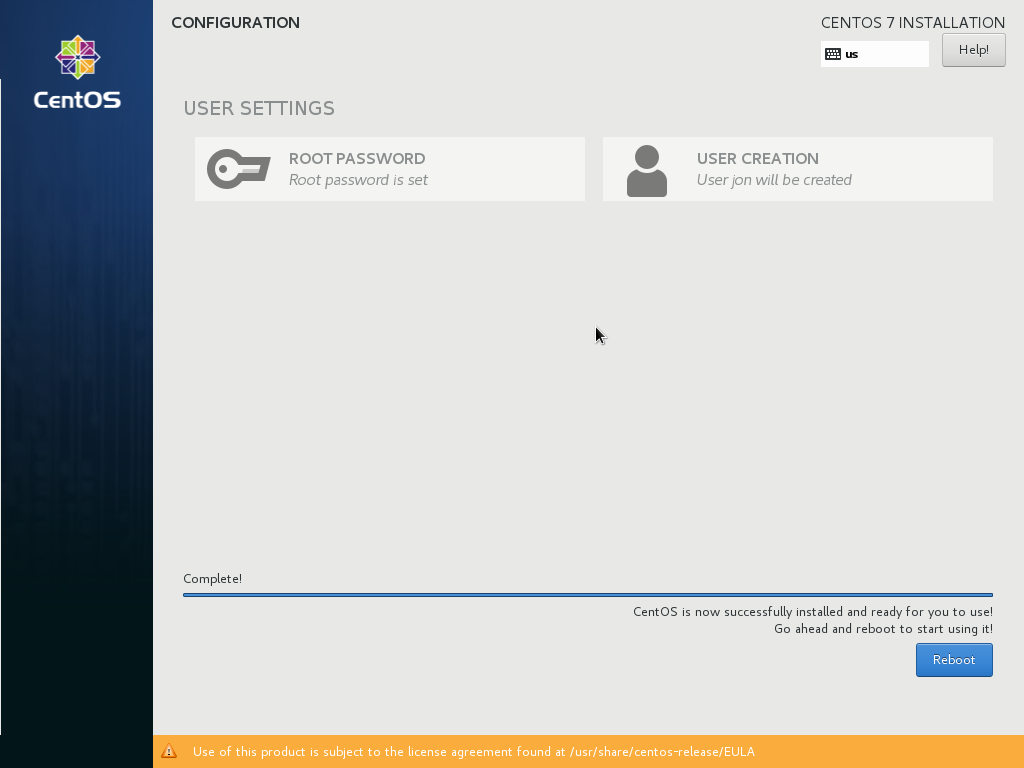 CONFIGURATION
CENTOS 7 INSTALLATION
us
Help!
CentOS
USER SETTINGS
ROOT PASSWORD
Root password is set
USER CREATION
User jon will be created
Complete!
CentOS is now successfully installed and ready for you to use!
Go ahead and reboot to start using it!
Reboot
Use of this product is subject to the license agreement found at /usr/share/centos-release/EULA